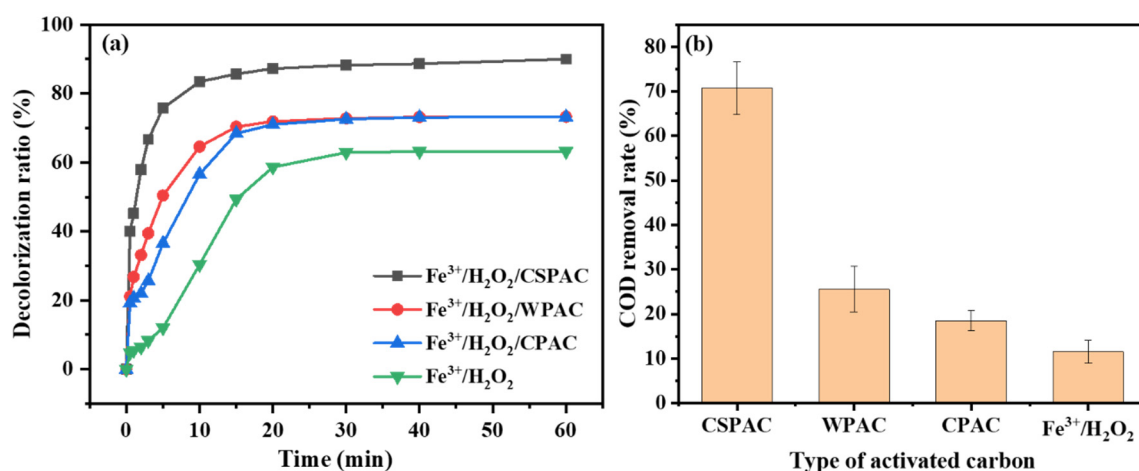 (a)
Decolorization ratio (%)
100
80
60
40
20
0
Fe³⁺/H₂O₂/CSPAC
Fe³⁺/H₂O₂/WPAC
Fe³⁺/H₂O₂/CPAC
Fe³⁺/H₂O₂
0 10 20 30 40 50 60
Time (min)
(b)
COD removal rate (%)
80
70
60
50
40
30
20
10
0
CSPAC WPAC CPAC Fe³⁺/H₂O₂
Type of activated carbon